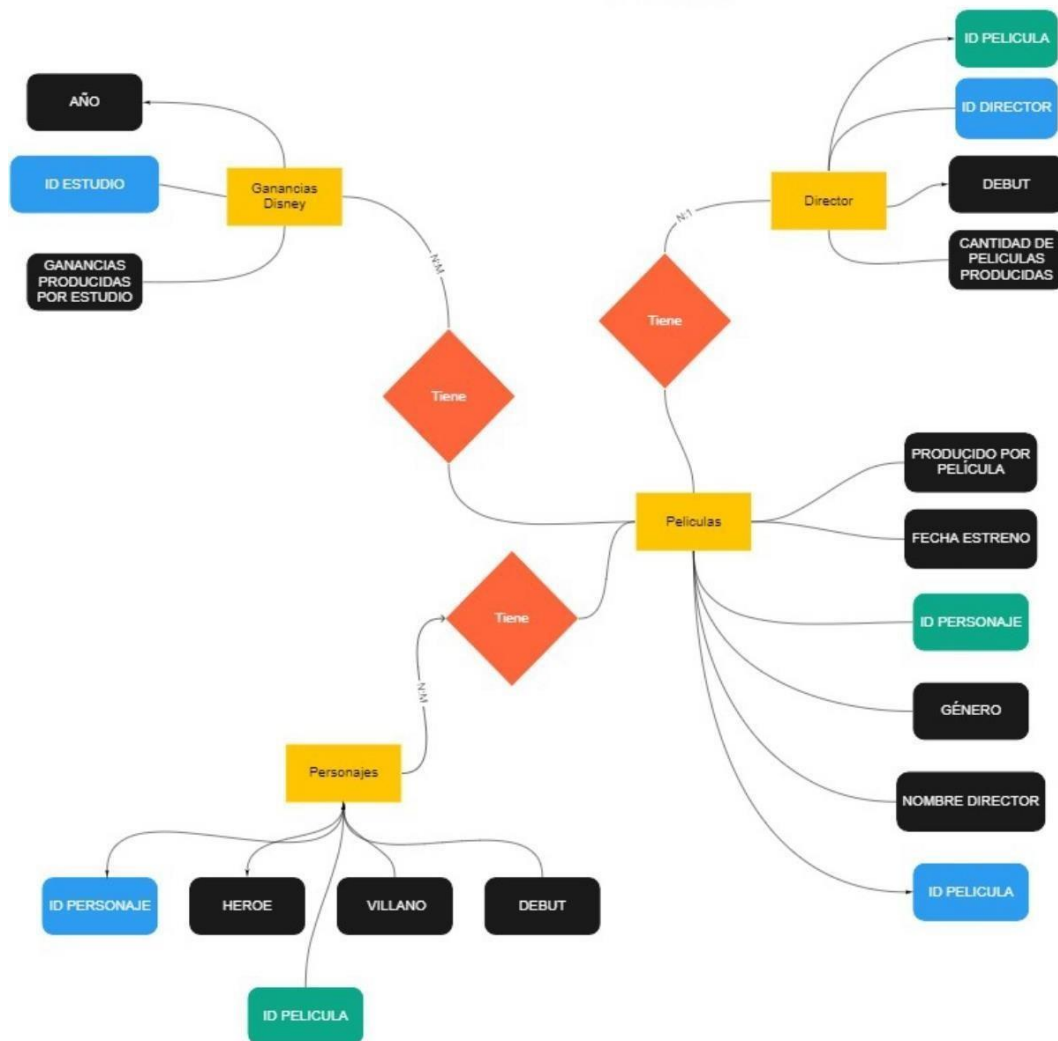 ID PELICULA
AÑO
ID DIRECTOR
ID ESTUDIO
Ganancias
Disney
DEBUT
Director
N:1
GANANCIAS
PRODUCIDAS
POR ESTUDIO
CANTIDAD DE
PELICULAS
PRODUCIDAS
N:M
Tiene
Tiene
PRODUCIDO POR
PELÍCULA
Peliculas
FECHA ESTRENO
Tiene
ID PERSONAJE
N:M
GÉNERO
Personajes
NOMBRE DIRECTOR
ID PERSONAJE
HEROE
VILLANO
DEBUT
ID PELICULA
ID PELICULA